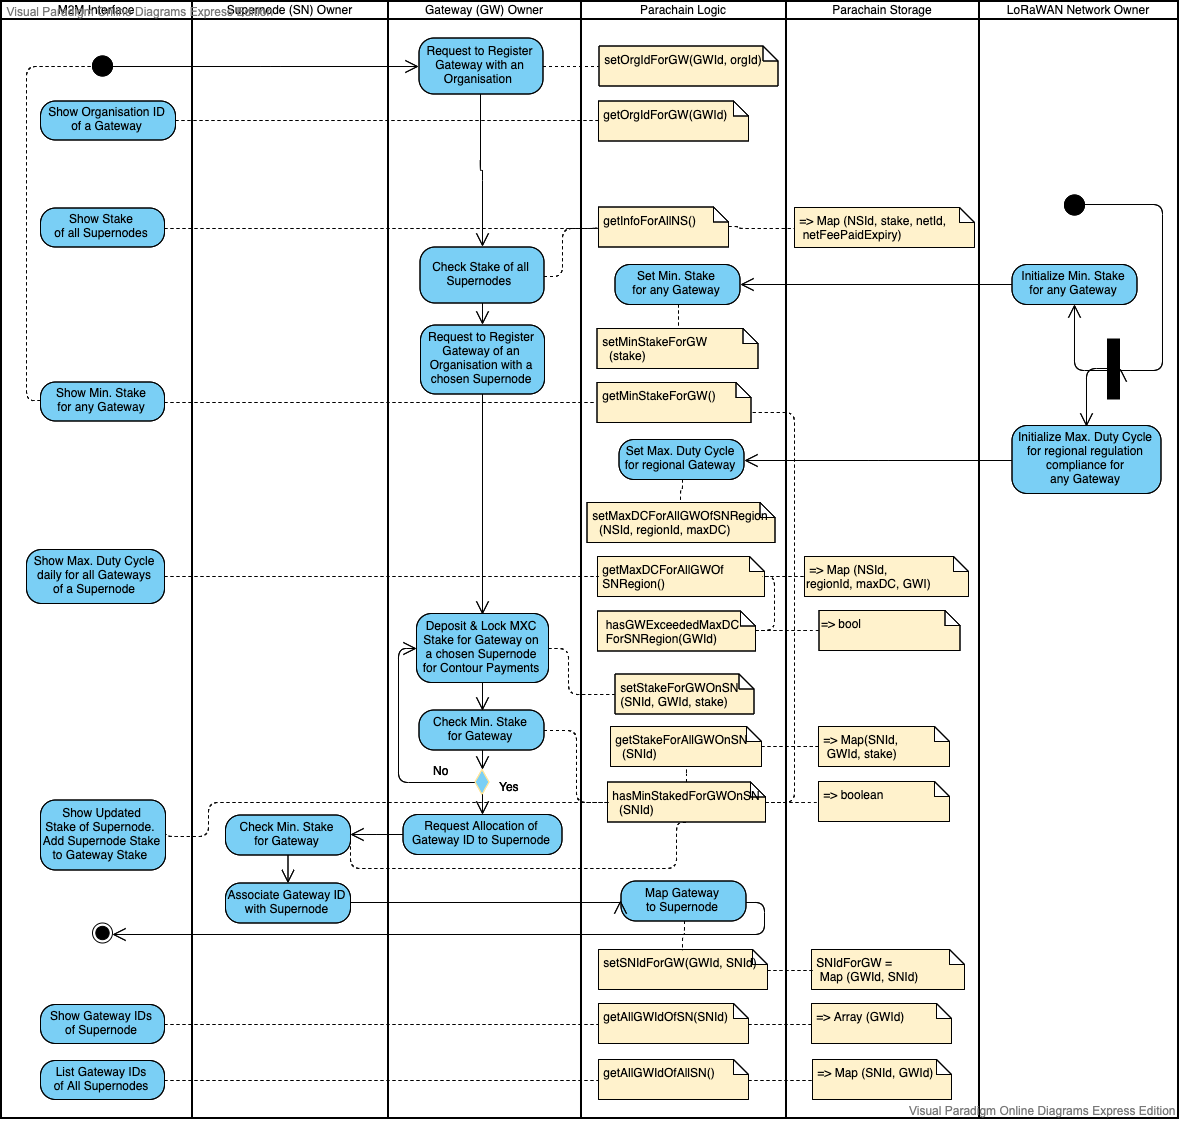 Visual Paradigm Online Diagrams Express Edition
M2M Interface
Supernode (SN) Owner
Gateway (GW) Owner
Parachain Logic
Parachain Storage
LoRaWAN Network Owner
Request to Register
Gateway with an
Organisation
setOrgIdForGW(GWId, orgId)
Show Organisation ID
of a Gateway
getOrgIdForGW(GWId)
Show Stake
of all Supernodes
getInfoForAllNS()
=> Map (NSId, stake, netId,
netFeePaidExpiry)
Check Stake of all
Supernodes
Set Min. Stake
for any Gateway
Initialize Min. Stake
for any Gateway
Request to Register
Gateway of an
Organisation with a
chosen Supernode
setMinStakeForGW
(stake)
Show Min. Stake
for any Gateway
getMinStakeForGW()
Set Max. Duty Cycle
for regional Gateway
Initialize Max. Duty Cycle
for regional regulation
compliance for
any Gateway
setMaxDCForAllGWOfSNRegion
(NSId, regionId, maxDC)
Show Max. Duty Cycle
daily for all Gateways
of a Supernode
getMaxDCForAllGWOf
SNRegion()
=> Map (NSId,
regionId, maxDC, GWI)
hasGWExceededMaxDC
ForSNRegion(GWId)
=> bool
Deposit & Lock MXC
Stake for Gateway on
a chosen Supernode
for Contour Payments
setStakeForGWOnSN
(SNId, GWId, stake)
Check Min. Stake
for Gateway
getStakeForAllGWOnSN
(SNId)
=> Map(SNId,
GWId, stake)
No
Yes
hasMinStakedForGWOnSN
(SNId)
=> boolean
Show Updated
Stake of Supernode.
Add Supernode Stake
to Gateway Stake
Check Min. Stake
for Gateway
Request Allocation of
Gateway ID to Supernode
Associate Gateway ID
with Supernode
Map Gateway
to Supernode
setSNIdForGW(GWId, SNId)
SNIdForGW =
Map (GWId, SNId)
Show Gateway IDs
of Supernode
getAllGWIdOfSN(SNId)
=> Array (GWId)
List Gateway IDs
of All Supernodes
getAllGWIdOfAllSN()
=> Map (SNId, GWId)
Visual Paradigm Online Diagrams Express Edition